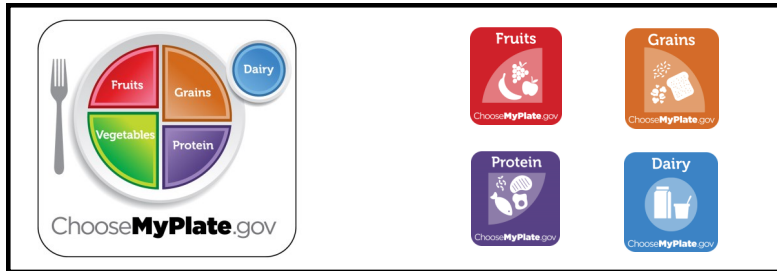 Fruits
Grains
Dairy
Vegetables
Protein
ChooseMyPlate.gov
Fruits
ChooseMyPlate.gov
Grains
ChooseMyPlate.gov
Protein
ChooseMyPlate.gov
Dairy
ChooseMyPlate.gov